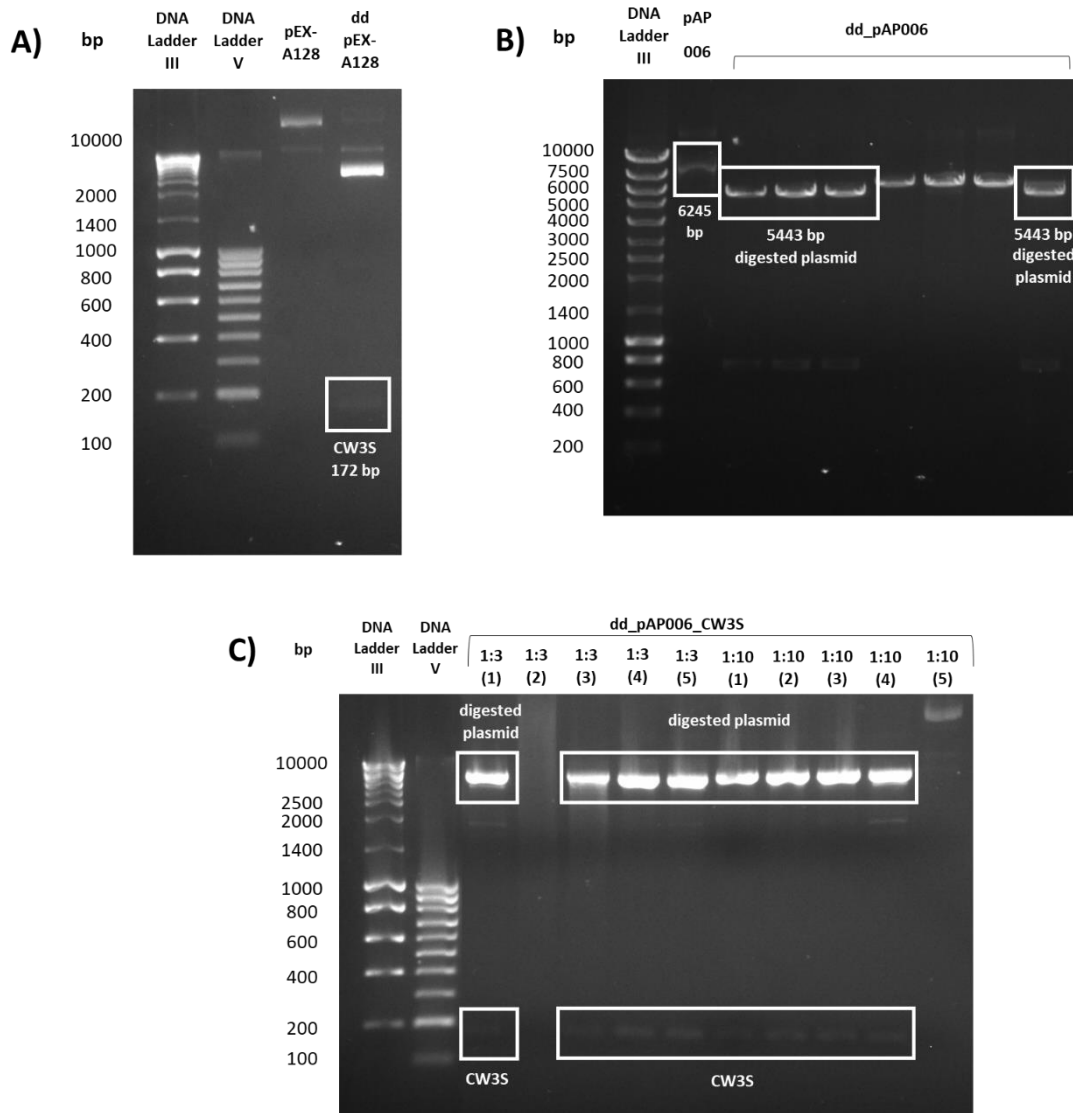 A)
bp
DNA
Ladder
III
DNA
Ladder
V
pEX-
A128
dd
pEX-
A128
10000
2000
1400
1000
800
600
400
200
100
CW3S
172 bp
B)
bp
DNA
Ladder
III
pAP
006
dd_pAP006
10000
7500
6000
5000
4000
3000
2500
2000
1400
1000
800
600
400
200
6245
bp
5443 bp
digested plasmid
5443 bp
digested
plasmid
C)
bp
DNA
Ladder
III
DNA
Ladder
V
dd_pAP006_CW3S
1:3
(1)
1:3
(2)
1:3
(3)
1:3
(4)
1:3
(5)
1:10
(1)
1:10
(2)
1:10
(3)
1:10
(4)
1:10
(5)
digested
plasmid
digested plasmid
10000
2500
2000
1400
1000
800
600
400
200
100
CW3S
CW3S